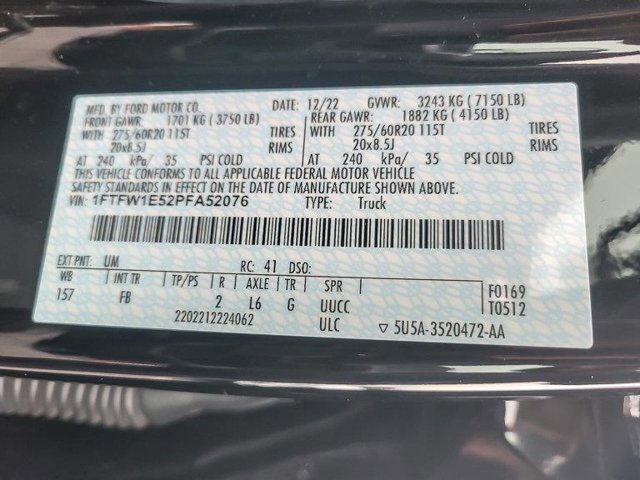 MFD. BY FORD MOTOR CO. 12/22 GVWR: 3243 KG ( 7150 LB)
FRONT GAWR: 1701 KG ( 3750 LB) REAR GAWR: 1882 KG ( 4150 LB)
WITH 275/60R20 115T TIRES WITH 275/60R20 115T TIRES
20x8.5J RIMS 20x8.5J RIMS
AT 240 kPa/ 35 PSI COLD AT 240 kPa/ 35 PSI COLD
THIS VEHICLE CONFORMS TO ALL APPLICABLE FEDERAL MOTOR VEHICLE
SAFETY STANDARDS IN EFFECT ON THE DATE OF MANUFACTURE SHOWN ABOVE.
VIN: 1FTFW1E52PFA52076 TYPE: Truck
EXT PNT: UM RC: 41 DSO:
WB INT TR TP/PS R AXLE TR SPR F0169
157 FB 2 L6 G UUCC T0512
2202212224062 ULC ▽ 5U5A-3520472-AA